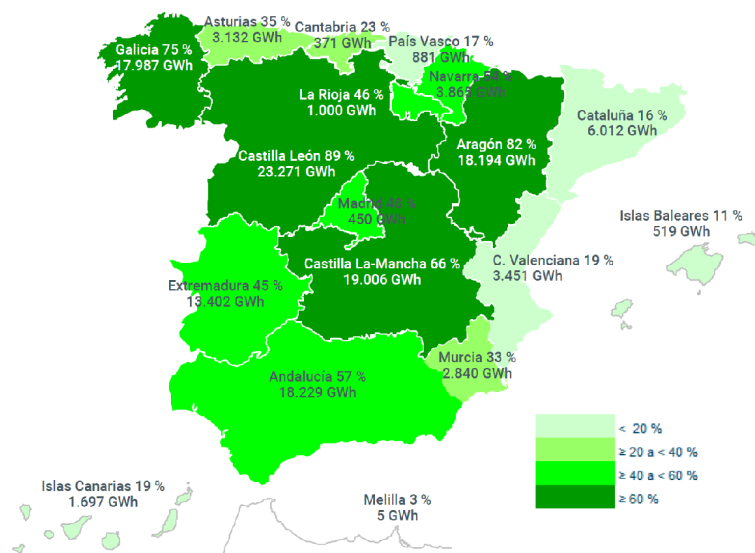 Asturias 35 %
3.132 GWh
Cantabria 23 %
371 GWh
País Vasco 17 %
881 GWh
Galicia 75 %
17.987 GWh
Navarra
3.865 GWh
La Rioja 46 %
1.000 GWh
Cataluña 16 %
6.012 GWh
Aragón 82 %
18.194 GWh
Castilla León 89 %
23.271 GWh
Madrid
450 GWh
Islas Baleares 11 %
519 GWh
C. Valenciana 19 %
3.451 GWh
Castilla La-Mancha 66 %
19.006 GWh
Extremadura 45 %
13.402 GWh
Murcia 33 %
2.840 GWh
Andalucía 57 %
18.229 GWh
< 20 %
≥ 20 a < 40 %
≥ 40 a < 60 %
≥ 60 %
Islas Canarias 19 %
1.697 GWh
Melilla 3 %
5 GWh